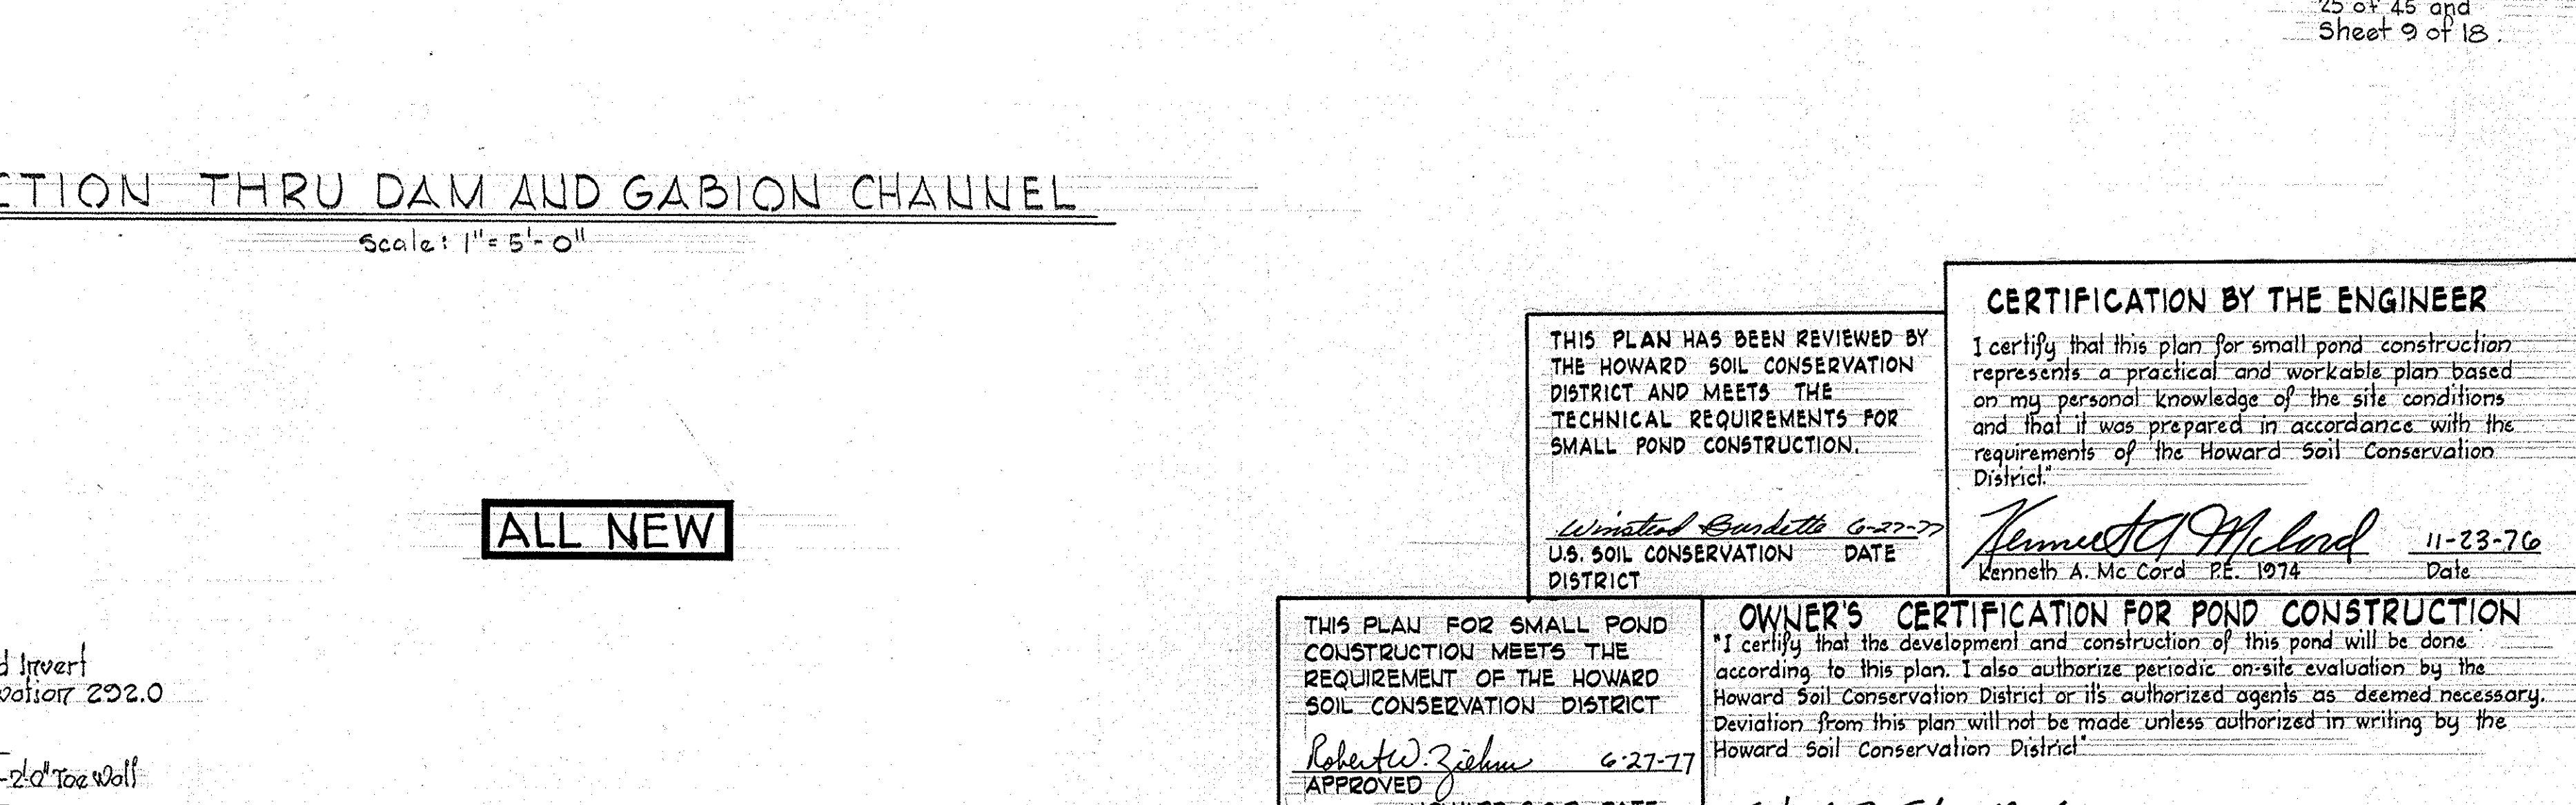 25 of 45 and
Sheet 9 of 18.
CTION THRU DAM AND GABION CHANNEL
Scale: 1"= 5'-0"
ALL NEW
d Invert
vation 292.0
-2'-0" Toe Wall
THIS PLAN HAS BEEN REVIEWED BY
THE HOWARD SOIL CONSERVATION
DISTRICT AND MEETS THE
TECHNICAL REQUIREMENTS FOR
SMALL POND CONSTRUCTION.
Winstead Burdette 6-27-77
U.S. SOIL CONSERVATION DATE
DISTRICT
CERTIFICATION BY THE ENGINEER
I certify that this plan for small pond construction
represents a practical and workable plan based
on my personal knowledge of the site conditions
and that it was prepared in accordance with the
requirements of the Howard Soil Conservation
District."
Kenneth A McCord 11-23-76
Kenneth A. Mc Cord P.E. 1974 Date
THIS PLAN FOR SMALL POND
CONSTRUCTION MEETS THE
REQUIREMENT OF THE HOWARD
SOIL CONSERVATION DISTRICT
Robert W. Ziehm 6-27-77
APPROVED
OWNER'S CERTIFICATION FOR POND CONSTRUCTION
"I certify that the development and construction of this pond will be done
according to this plan. I also authorize periodic on-site evaluation by the
Howard Soil Conservation District or it's authorized agents as deemed necessary.
Deviation from this plan will not be made unless authorized in writing by the
Howard Soil Conservation District"